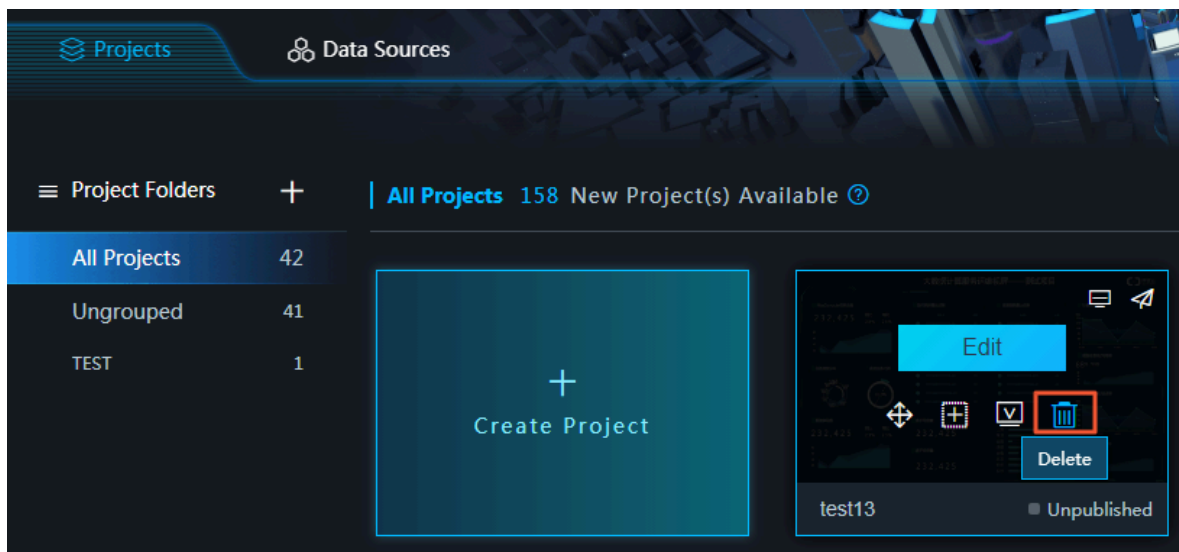 Projects
Data Sources
Project Folders +
All Projects 158 New Project(s) Available ?
All Projects 42
Ungrouped 41
TEST 1
+
Create Project
Edit
V
Delete
test13
Unpublished